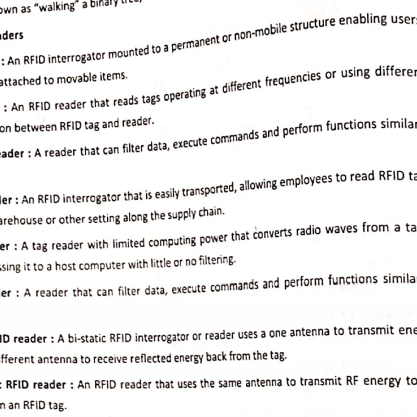 own as "walking" a binary tree,
aders
: An RFID interrogator mounted to a permanent or non-mobile structure enabling users
attached to movable items.
: An RFID reader that reads tags operating at different frequencies or using differen
on between RFID tag and reader.
eader : A reader that can filter data, execute commands and perform functions similar
er : An RFID interrogator that is easily transported, allowing employees to read RFID ta
arehouse or other setting along the supply chain.
er : A tag reader with limited computing power that converts radio waves from a ta
ssing it to a host computer with little or no filtering.
er : A reader that can filter data, execute commands and perform functions similar
ID reader : A bi-static RFID interrogator or reader uses a one antenna to transmit ene
fferent antenna to receive reflected energy back from the tag.
: RFID reader : An RFID reader that uses the same antenna to transmit RF energy to
m an RFID tag.